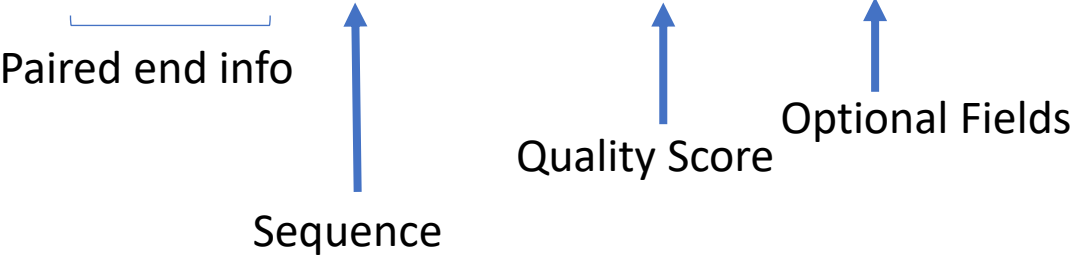 Paired end info
Optional Fields
Quality Score
Sequence